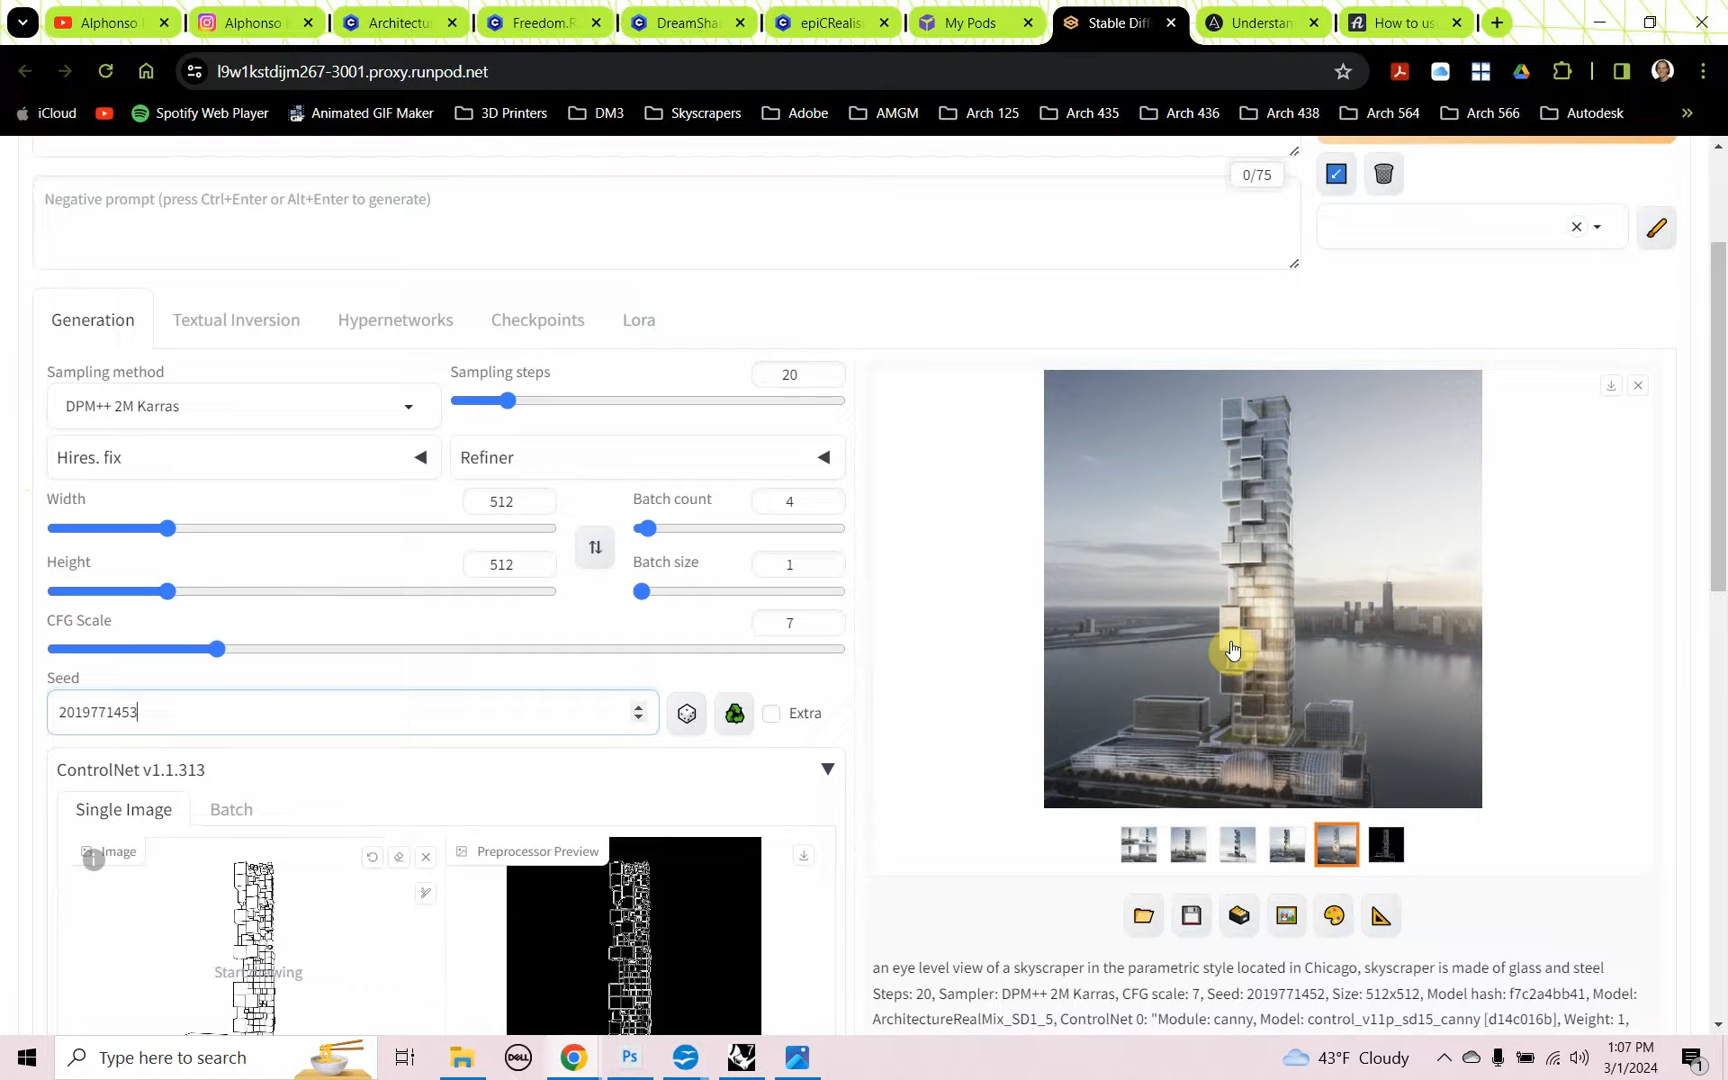 Alphonso
Alphonso
Architectu
Freedom.R
DreamSha
epiCRealis
My Pods
Stable Diff
Understan
How to us
l9w1kstdijm267-3001.proxy.runpod.net
iCloud
Spotify Web Player
Animated GIF Maker
3D Printers
DM3
Skyscrapers
Adobe
AMGM
Arch 125
Arch 435
Arch 436
Arch 438
Arch 564
Arch 566
Autodesk
»
0/75
Negative prompt (press Ctrl+Enter or Alt+Enter to generate)
Generation
Textual Inversion
Hypernetworks
Checkpoints
Lora
Sampling method
DPM++ 2M Karras
Sampling steps
20
Hires. fix
Refiner
Width
512
Batch count
4
Height
512
Batch size
1
CFG Scale
7
Seed
2019771453
Extra
ControlNet v1.1.313
Single Image
Batch
Image
Preprocessor Preview
Start drawing
an eye level view of a skyscraper in the parametric style located in Chicago, skyscraper is made of glass and steel
Steps: 20, Sampler: DPM++ 2M Karras, CFG scale: 7, Seed: 2019771452, Size: 512x512, Model hash: f7c2a4bb41, Model:
ArchitectureRealMix_SD1_5, ControlNet 0: "Module: canny, Model: control_v11p_sd15_canny [d14c016b], Weight: 1,
Type here to search
DELL
Ps
43°F Cloudy
1:07 PM
3/1/2024
1